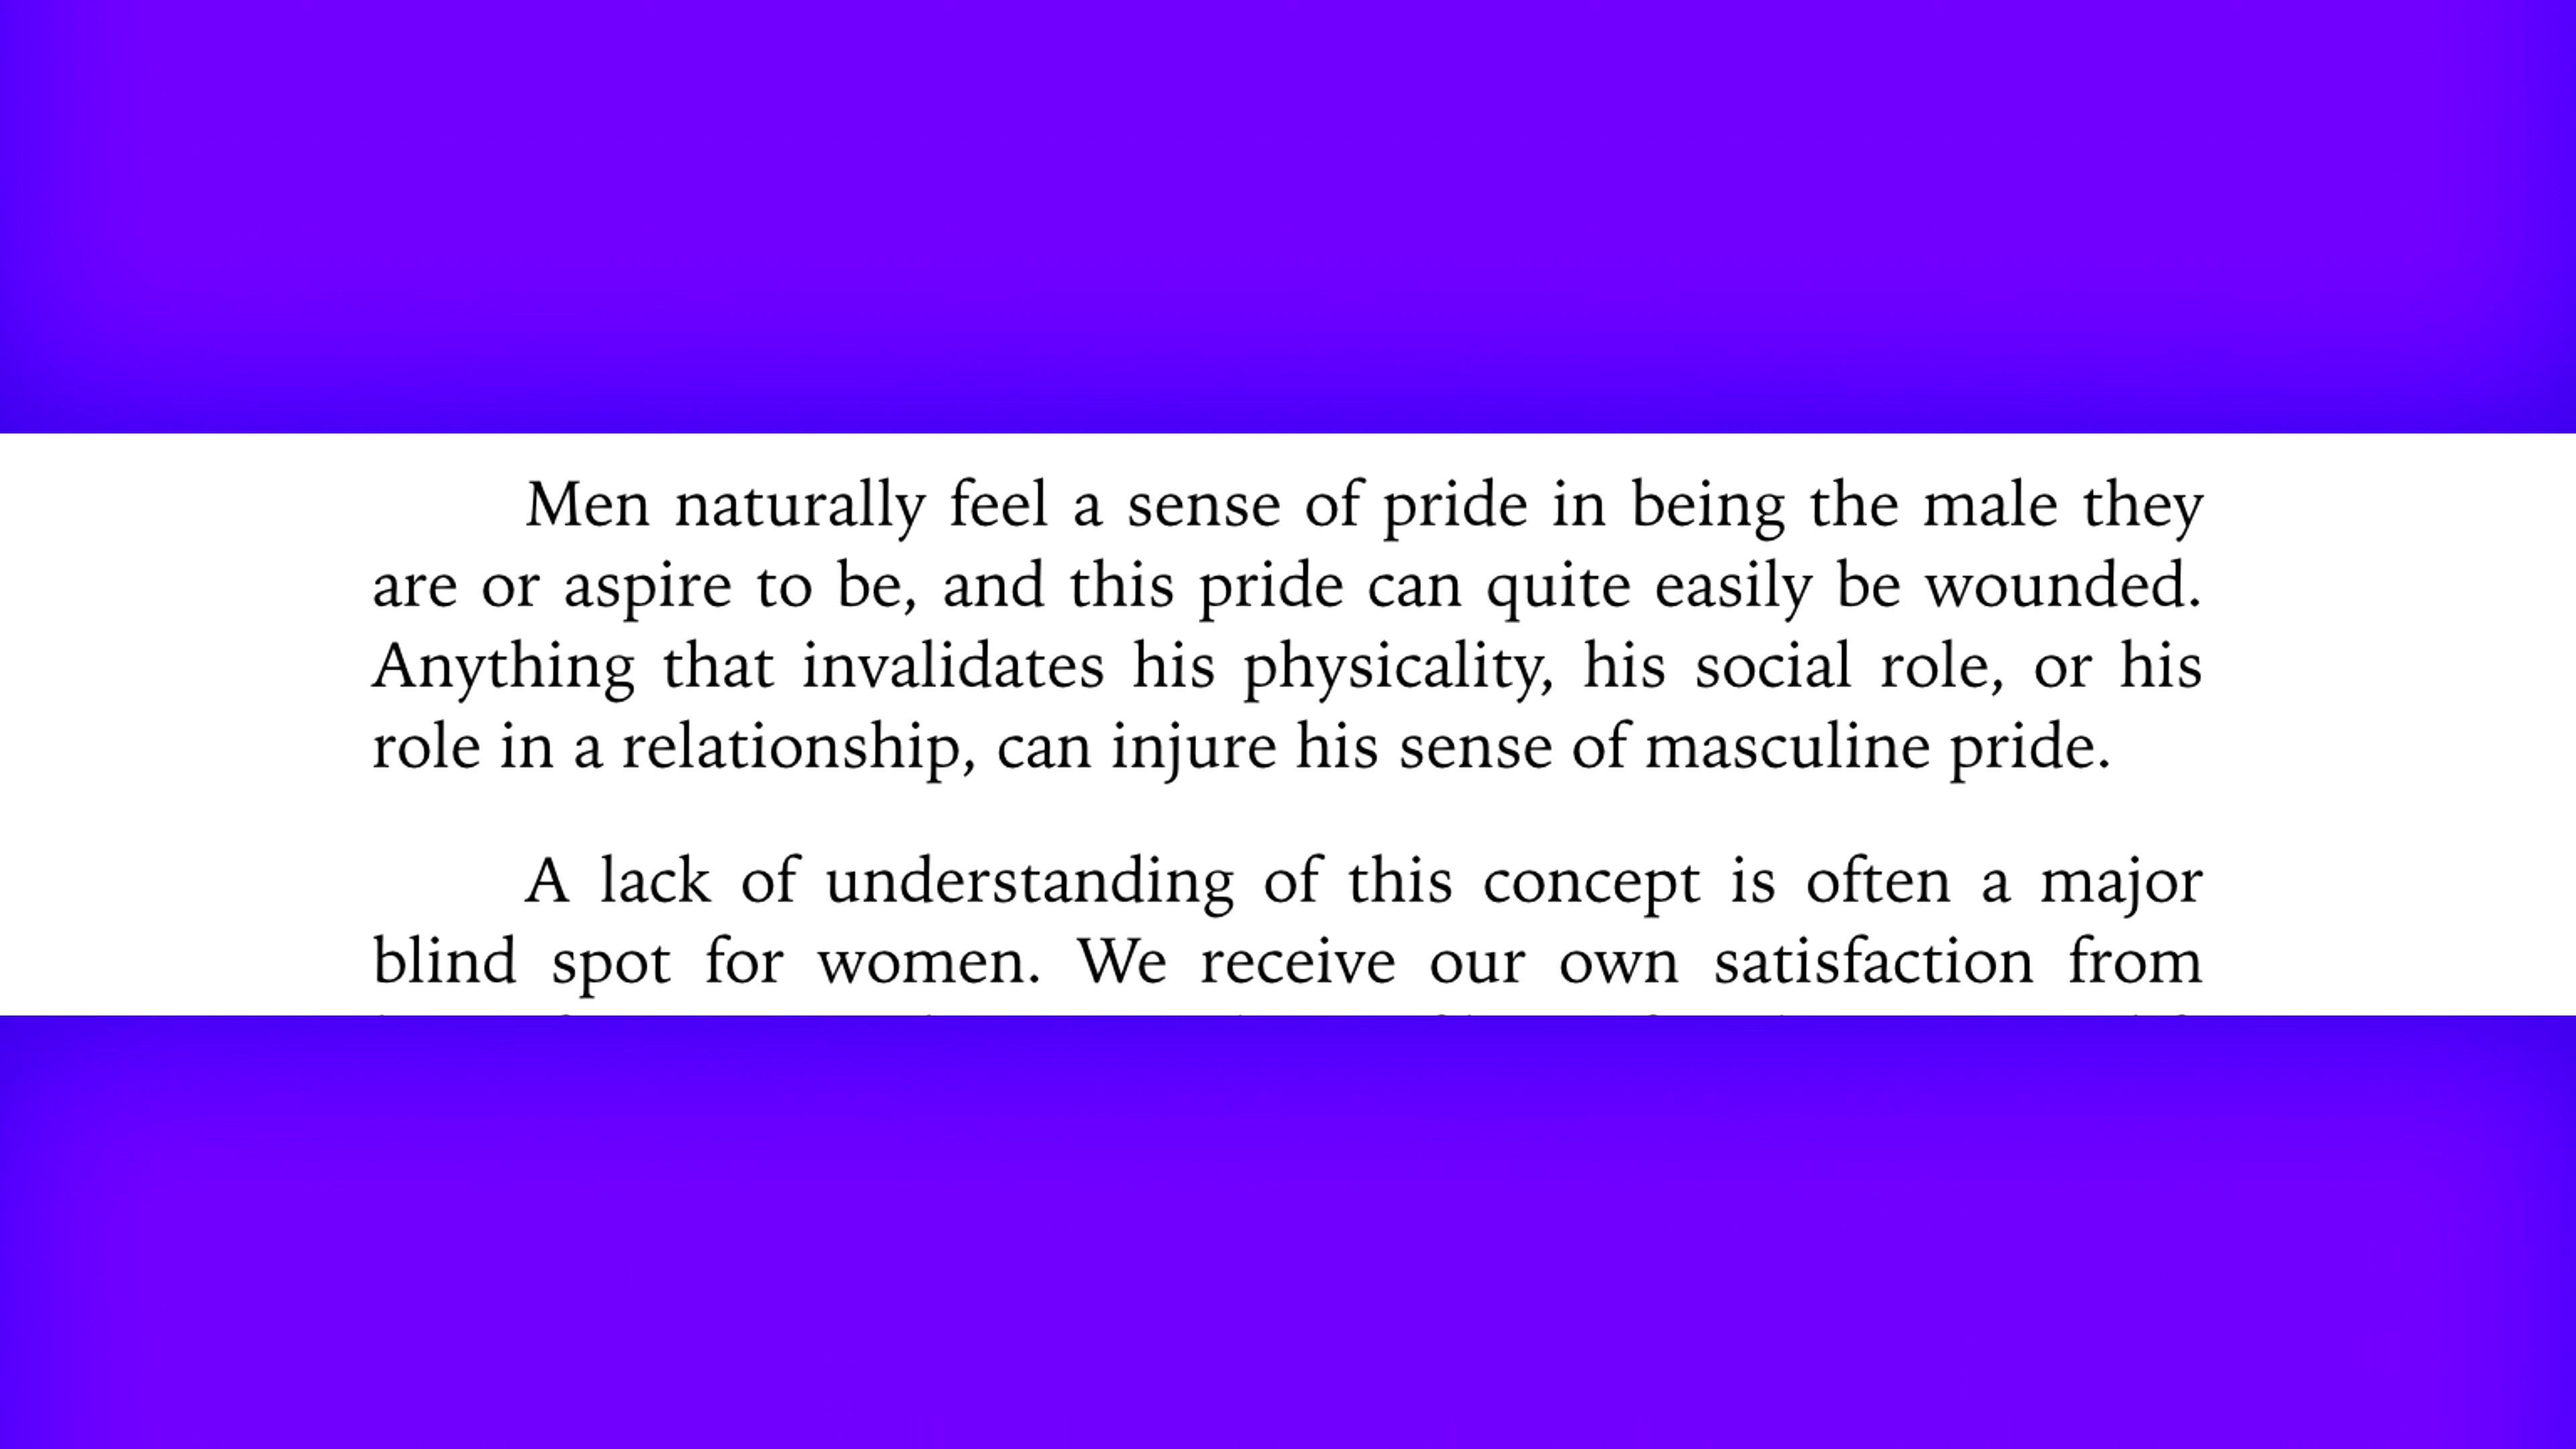 Men naturally feel a sense of pride in being the male they
are or aspire to be, and this pride can quite easily be wounded.
Anything that invalidates his physicality, his social role, or his
role in a relationship, can injure his sense of masculine pride.
A lack of understanding of this concept is often a major
blind spot for women. We receive our own satisfaction from